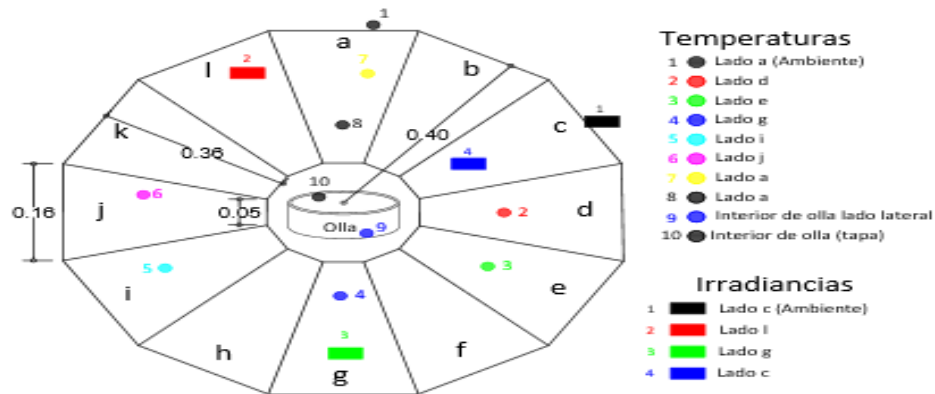 1
a
2
7
l
b
1
8
0.40
c
k
0.36
4
10
0.16
j
6
0.05
2
d
Olla
9
5
3
i
4
e
3
h
g
f
Temperaturas
1 Lado a (Ambiente)
2 Lado d
3 Lado e
4 Lado g
5 Lado i
6 Lado j
7 Lado a
8 Lado a
9 Interior de olla lado lateral
10 Interior de olla (tapa)
Irradiancias
1 Lado c (Ambiente)
2 Lado l
3 Lado g
4 Lado c